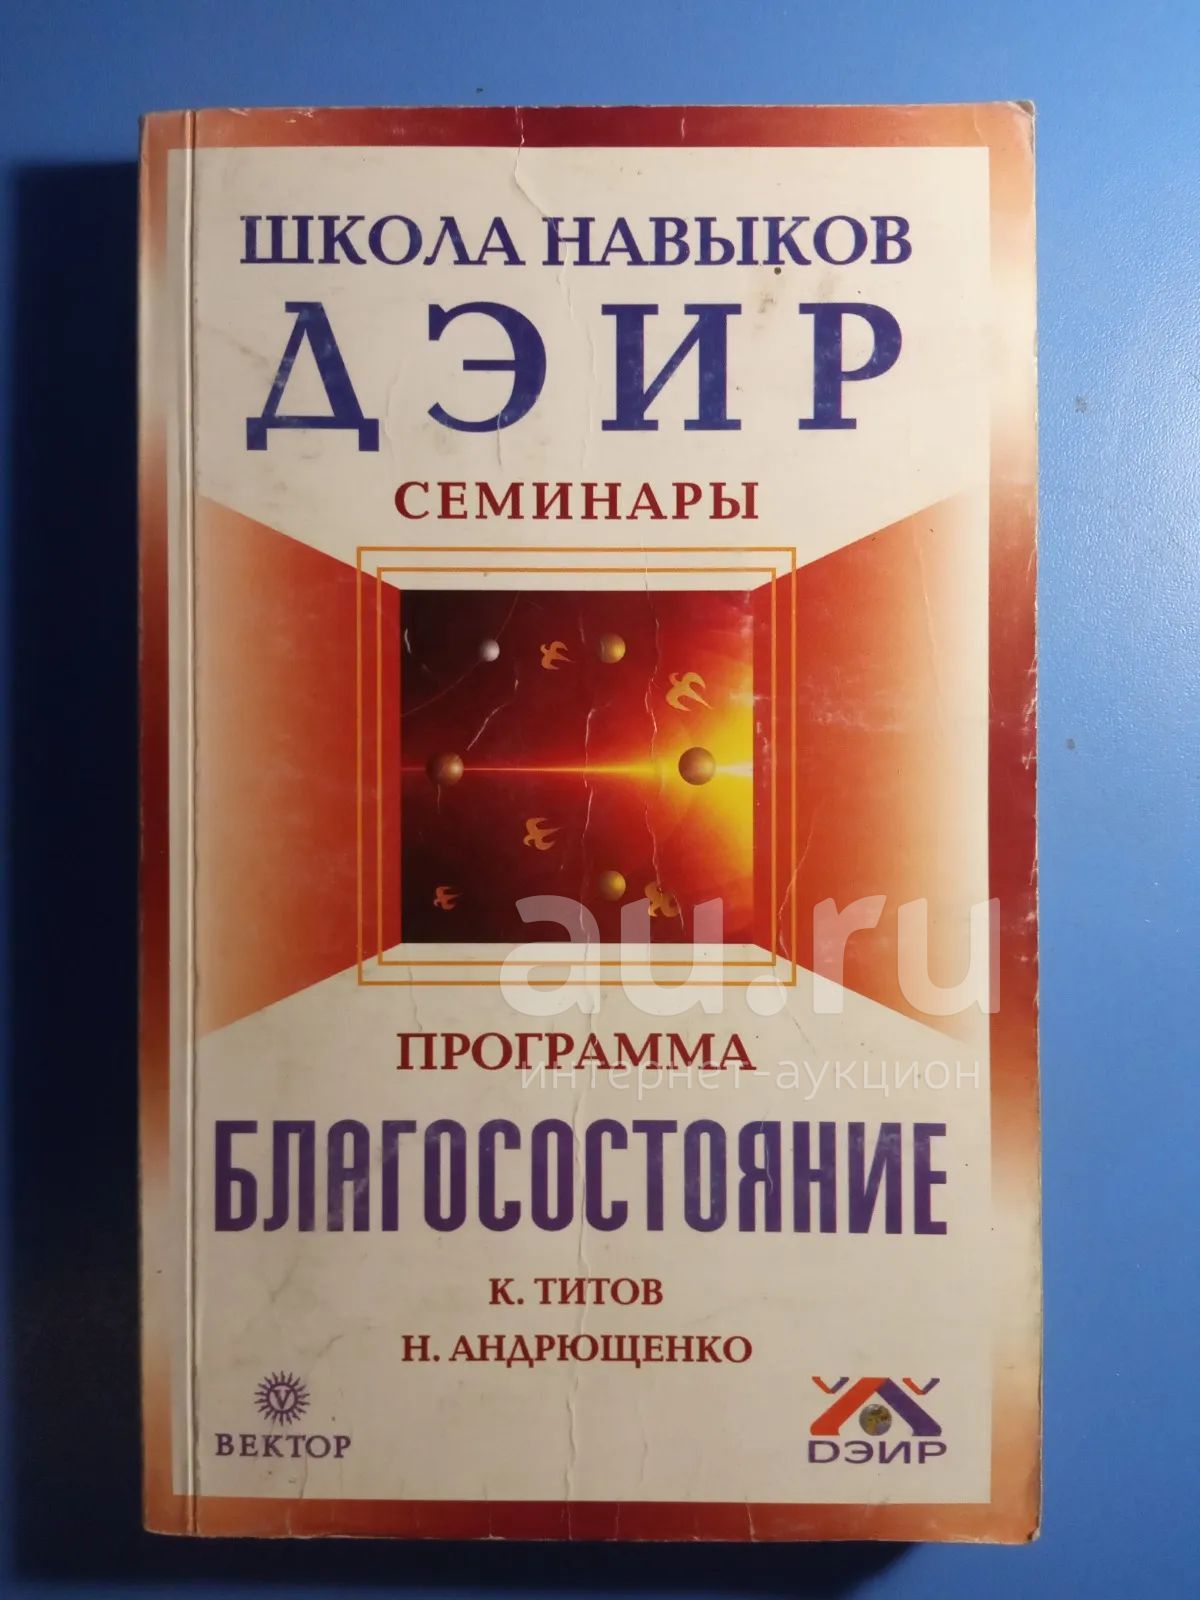 ШКОЛА НАВЫКОВ
ДЭИР
СЕМИНАРЫ
au.ru
ПРОГРАММА
интернет-аукцион
БЛАГОСОСТОЯНИЕ
К. ТИТОВ
Н. АНДРЮЩЕНКО
V
ВЕКТОР
DЭИР